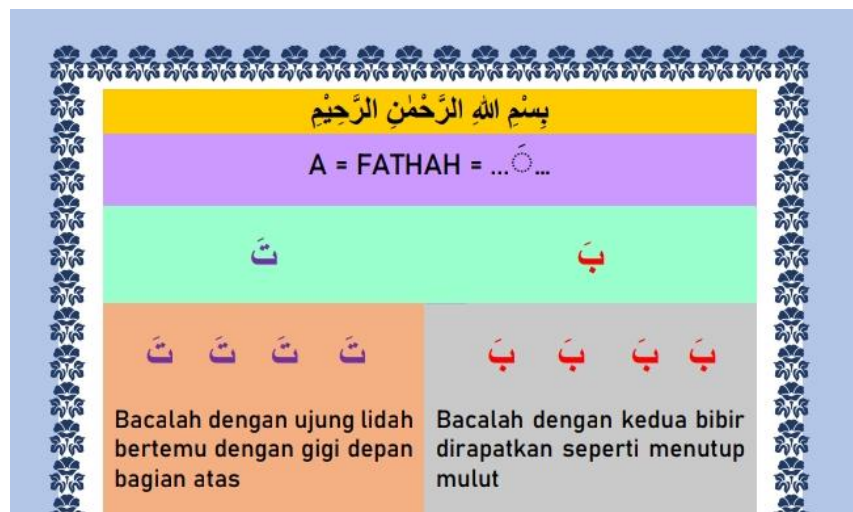 بِسْمِ اللهِ الرَّحْمٰنِ الرَّحِيْمِ
A = FATHAH = ...◌َ...
بَ تَ
بَ بَ بَ بَ
Bacalah dengan kedua bibir
dirapatkan seperti menutup
mulut
تَ تَ تَ تَ
Bacalah dengan ujung lidah
bertemu dengan gigi depan
bagian atas